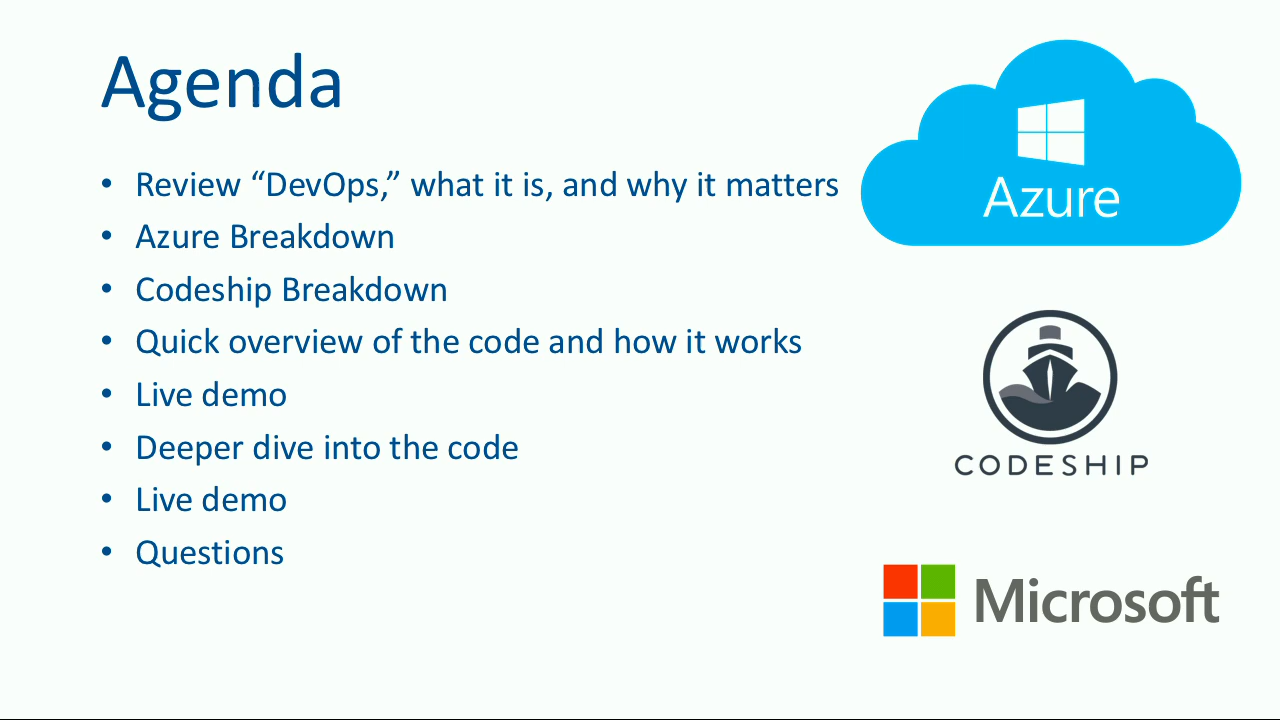 Agenda
• Review “DevOps,” what it is, and why it matters
• Azure Breakdown
• Codeship Breakdown
• Quick overview of the code and how it works
• Live demo
• Deeper dive into the code
• Live demo
• Questions
Azure
CODESHIP
Microsoft